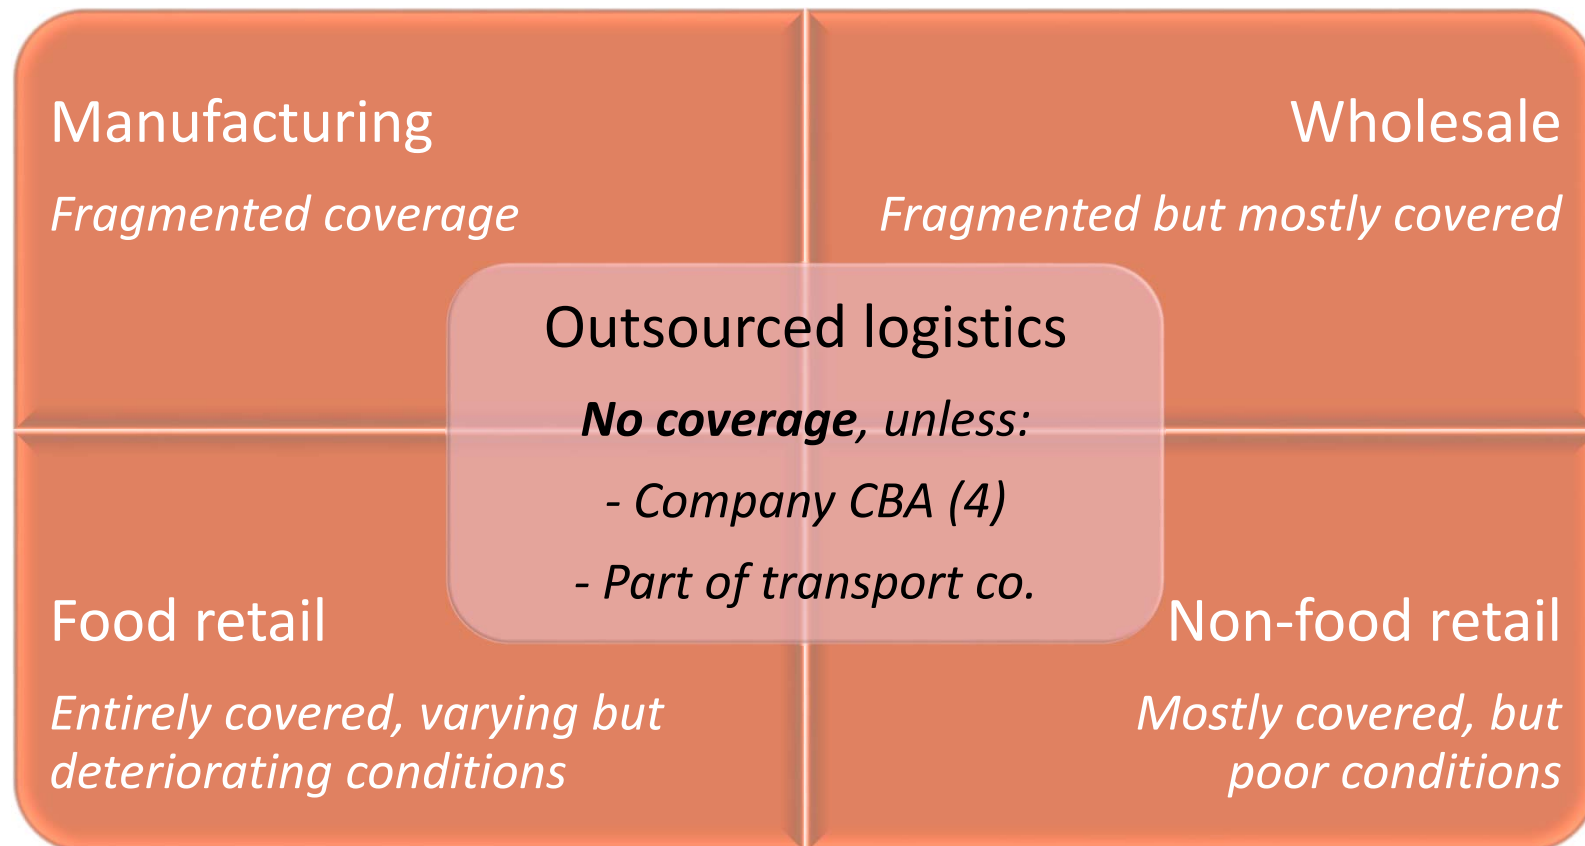 Manufacturing
Fragmented coverage
Wholesale
Fragmented but mostly covered
Outsourced logistics
No coverage, unless:
- Company CBA (4)
- Part of transport co.
Food retail
Entirely covered, varying but
deteriorating conditions
Non-food retail
Mostly covered, but
poor conditions